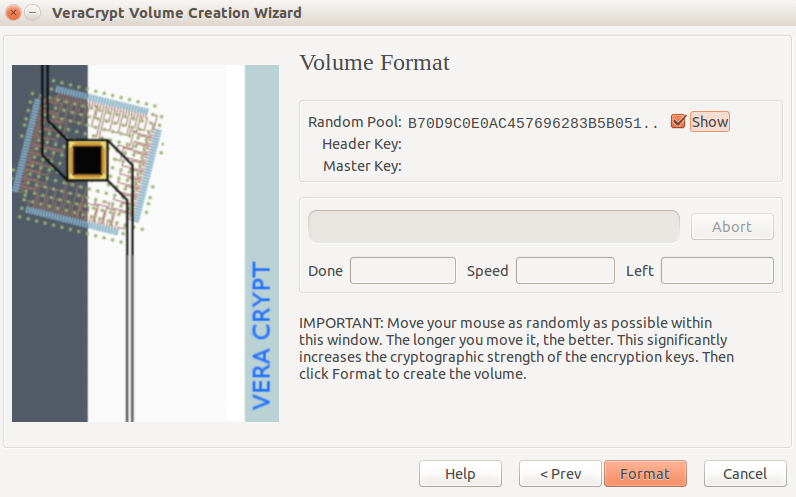 VeraCrypt Volume Creation Wizard
Volume Format
Random Pool: B70D9C0E0AC457696283B5B051.. Show
Header Key:
Master Key:
Abort
Done Speed Left
VERA CRYPT
IMPORTANT: Move your mouse as randomly as possible within
this window. The longer you move it, the better. This significantly
increases the cryptographic strength of the encryption keys. Then
click Format to create the volume.
Help < Prev Format Cancel